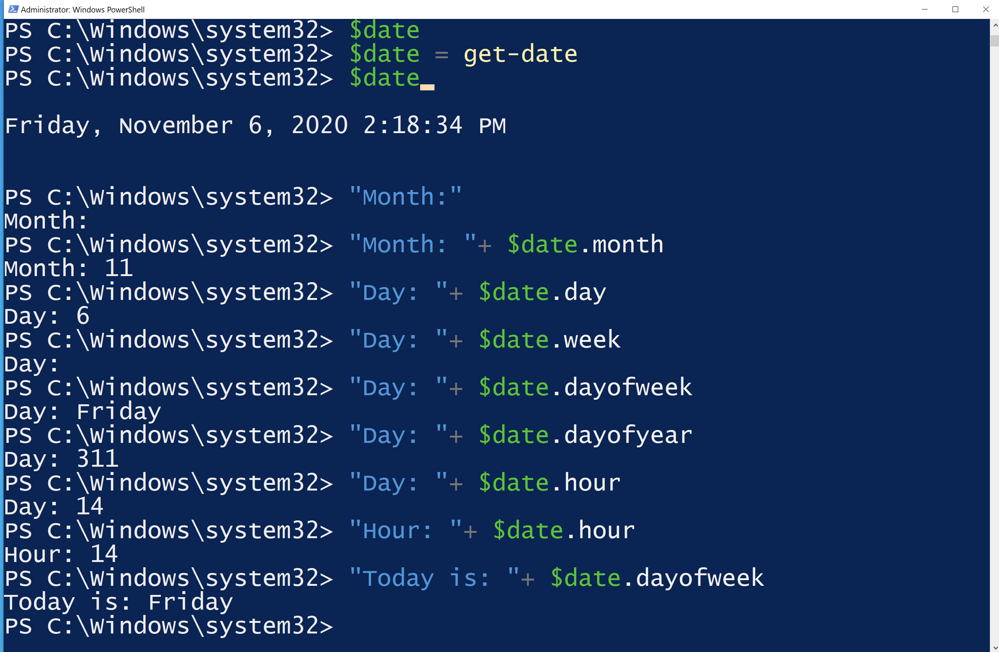 Administrator: Windows PowerShell
PS C:\Windows\system32> $date
PS C:\Windows\system32> $date = get-date
PS C:\Windows\system32> $date
Friday, November 6, 2020 2:18:34 PM
PS C:\Windows\system32> "Month:"
Month:
PS C:\Windows\system32> "Month: "+ $date.month
Month: 11
PS C:\Windows\system32> "Day: "+ $date.day
Day: 6
PS C:\Windows\system32> "Day: "+ $date.week
Day:
PS C:\Windows\system32> "Day: "+ $date.dayofweek
Day: Friday
PS C:\Windows\system32> "Day: "+ $date.dayofyear
Day: 311
PS C:\Windows\system32> "Day: "+ $date.hour
Day: 14
PS C:\Windows\system32> "Hour: "+ $date.hour
Hour: 14
PS C:\Windows\system32> "Today is: "+ $date.dayofweek
Today is: Friday
PS C:\Windows\system32>